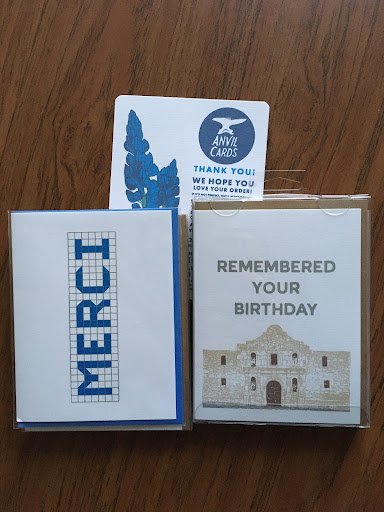 ANVIL
CARDS
THANK YOU!
WE HOPE YOU
LOVE YOUR ORDER!
MERCI
REMEMBERED
YOUR
BIRTHDAY